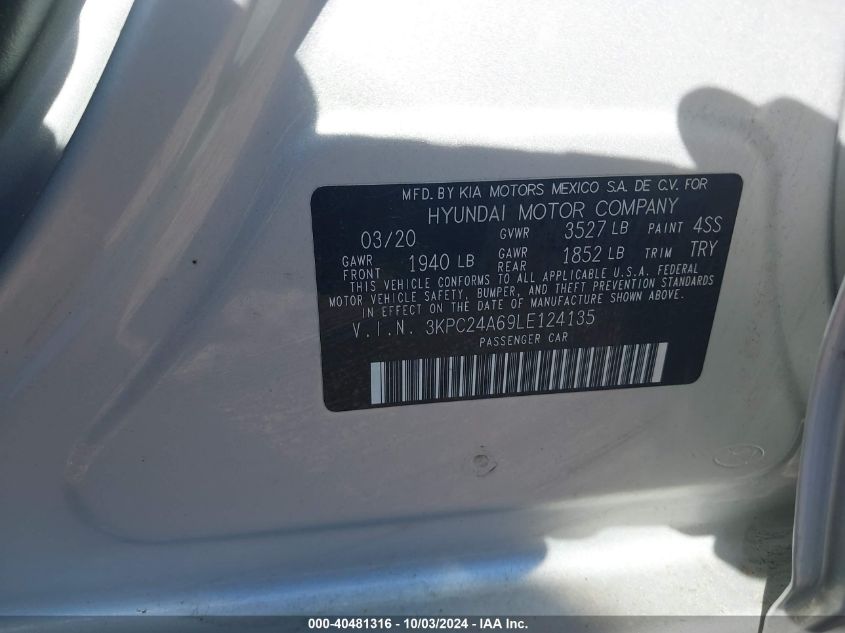 MFD. BY KIA MOTORS MEXICO S.A. DE C.V. FOR
HYUNDAI MOTOR COMPANY
03/20 GVWR 3527 LB PAINT 4SS
GAWR FRONT 1940 LB GAWR REAR 1852 LB TRIM TRY
THIS VEHICLE CONFORMS TO ALL APPLICABLE U.S.A. FEDERAL
MOTOR VEHICLE SAFETY, BUMPER, AND THEFT PREVENTION STANDARDS
IN EFFECT ON THE DATE OF MANUFACTURE SHOWN ABOVE.
V.I.N. 3KPC24A69LE124135
PASSENGER CAR
000-40481316 - 10/03/2024 - IAA Inc.